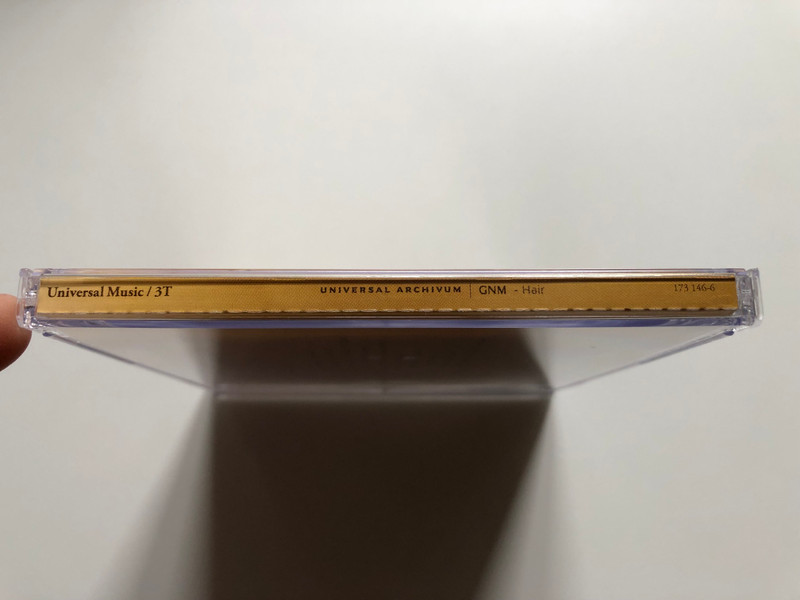 Universal Music / 3T UNIVERSAL ARCHIVUM | GNM - Hair 173 146-6